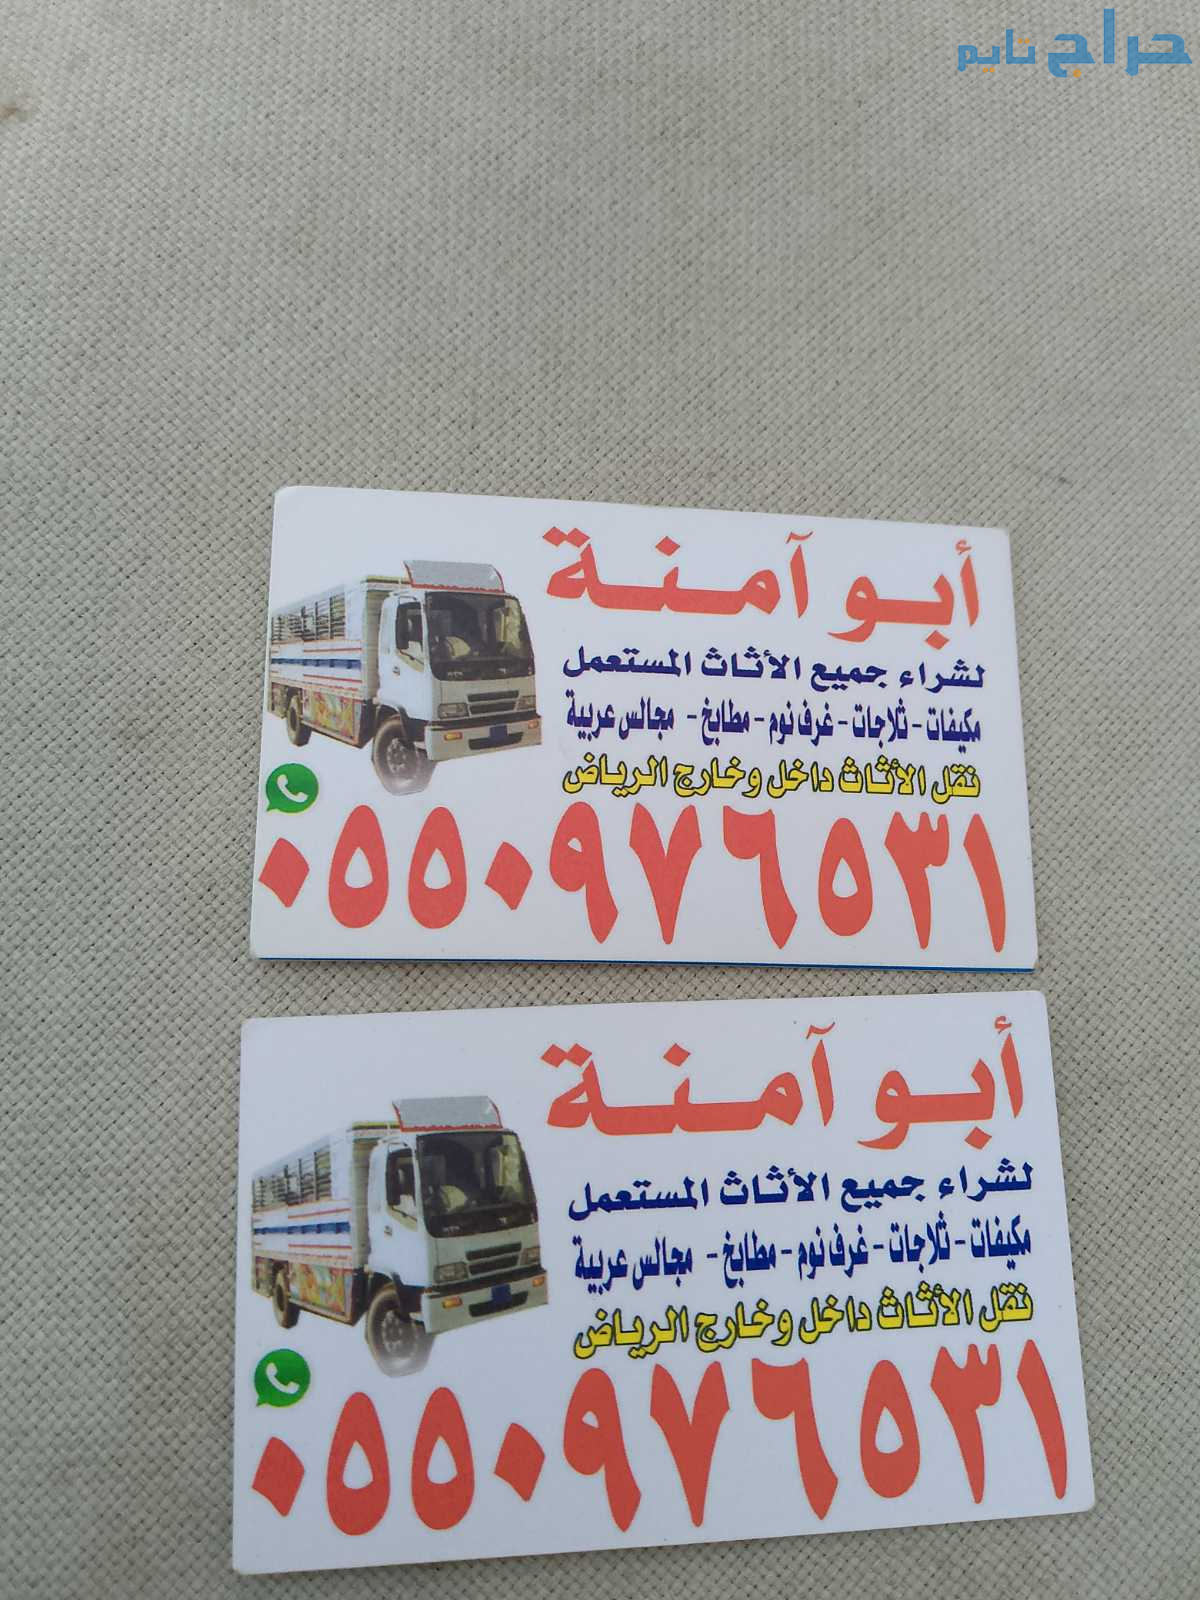 حراج تايم
أبو آمنة
لشراء جميع الأثاث المستعمل
مكيفات - ثلاجات - غرف نوم - مطابخ - مجالس عربية
نقل الأثاث داخل وخارج الرياض
٠٥٥٠٩٧٦٥٣١
أبو آمنة
لشراء جميع الأثاث المستعمل
مكيفات - ثلاجات - غرف نوم - مطابخ - مجالس عربية
نقل الأثاث داخل وخارج الرياض
٠٥٥٠٩٧٦٥٣١